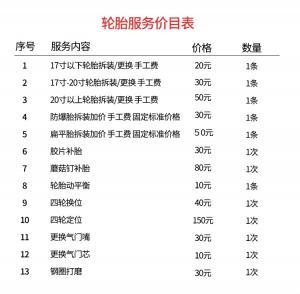 轮胎服务价目表
序号 服务内容 价格 数量
1 17寸以下轮胎拆装/更换 手工费 20元 1条
2 17寸-20寸轮胎拆装/更换 手工费 30元 1条
3 20寸以上轮胎拆装/更换 手工费 50元 1条
4 防爆胎拆装加价 手工费 固定标准价格 30元 1条
5 扁平胎拆装加价 手工费 固定标准价格 50元 1条
6 胶片补胎 30元 1次
7 蘑菇钉补胎 80元 1次
8 轮胎动平衡 10元 1条
9 四轮换位 40元 1次
10 四轮定位 150元 1次
11 更换气门嘴 30元 1次
12 更换气门芯 10元 1次
13 钢圈打磨 30元 1次